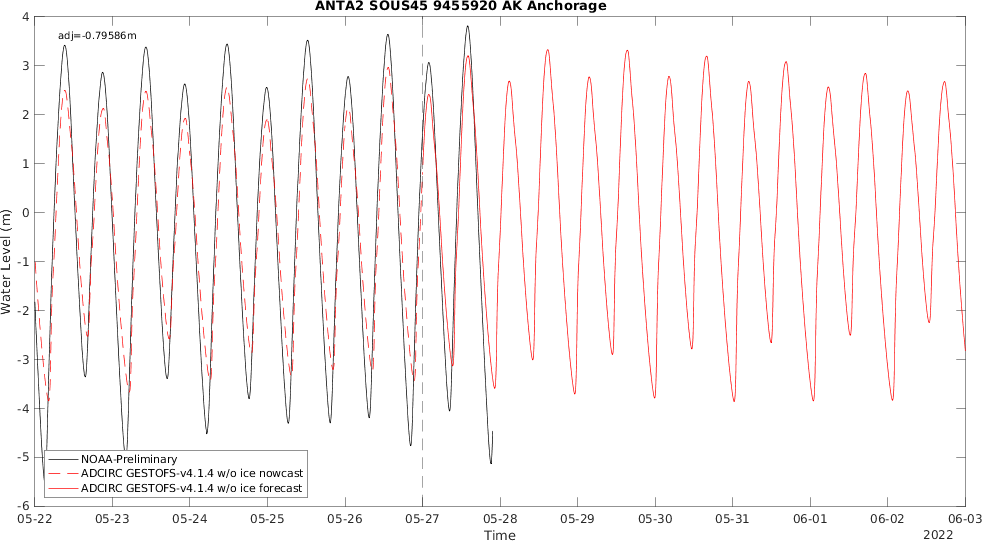 ANTA2 SOUS45 9455920 AK Anchorage
adj=-0.79586m
4
3
2
1
0
-1
-2
-3
-4
-5
-6
Water Level (m)
NOAA-Preliminary
ADCIRC GESTOFS-v4.1.4 w/o ice nowcast
ADCIRC GESTOFS-v4.1.4 w/o ice forecast
05-22 05-23 05-24 05-25 05-26 05-27 05-28 05-29 05-30 05-31 06-01 06-02 06-03
Time
2022